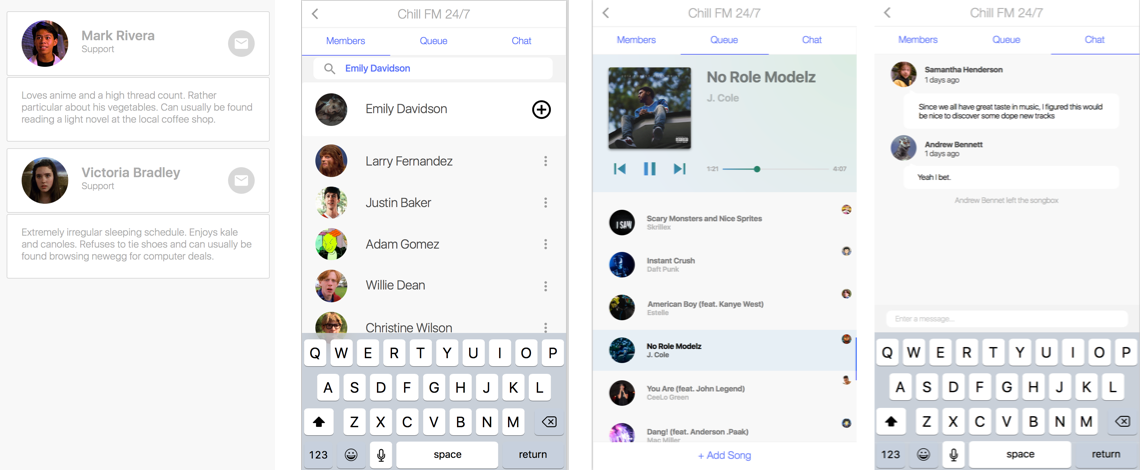 Mark Rivera
Support
Loves anime and a high thread count. Rather
particular about his vegetables. Can usually be found
reading a light novel at the local coffee shop.
Victoria Bradley
Support
Extremely irregular sleeping schedule. Enjoys kale
and canoles. Refuses to tie shoes and can usually be
found browsing newegg for computer deals.
Chill FM 24/7
Members Queue Chat
Emily Davidson
Emily Davidson
Larry Fernandez
Justin Baker
Adam Gomez
Willie Dean
Christine Wilson
Q W E R T Y U I O P
A S D F G H J K L
Z X C V B N M
123 space return
Chill FM 24/7
Members Queue Chat
No Role Modelz
J. Cole
1:21 4:07
I SAW
Scary Monsters and Nice Sprites
Skrillex
Instant Crush
Daft Punk
American Boy (feat. Kanye West)
Estelle
No Role Modelz
J. Cole
You Are (feat. John Legend)
CeeLo Green
Dang! (feat. Anderson .Paak)
Mac Miller
+ Add Song
Chill FM 24/7
Members Queue Chat
Samantha Henderson
1 days ago
Since we all have great taste in music, I figured this would
be nice to discover some dope new tracks
Andrew Bennett
1 days ago
Yeah I bet.
Andrew Bennet left the songbox
Enter a message...
Q W E R T Y U I O P
A S D F G H J K L
Z X C V B N M
123 space return